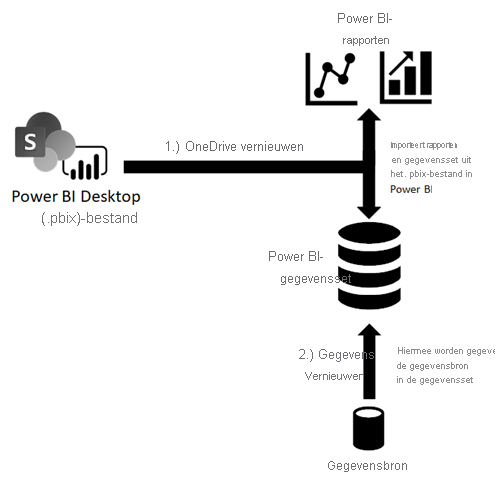 Power BI-
rapporten
S
1.) OneDrive vernieuwen
Importeert rapporten
en gegevensset uit
het. pbix-bestand in
Power BI
Power BI Desktop
(.pbix)-bestand
Power BI-
gegevensset
2.) Gegevens
Vernieuwen
Hiermee worden gegeve
de gegevensbron
in de gegevensset
Gegevensbron